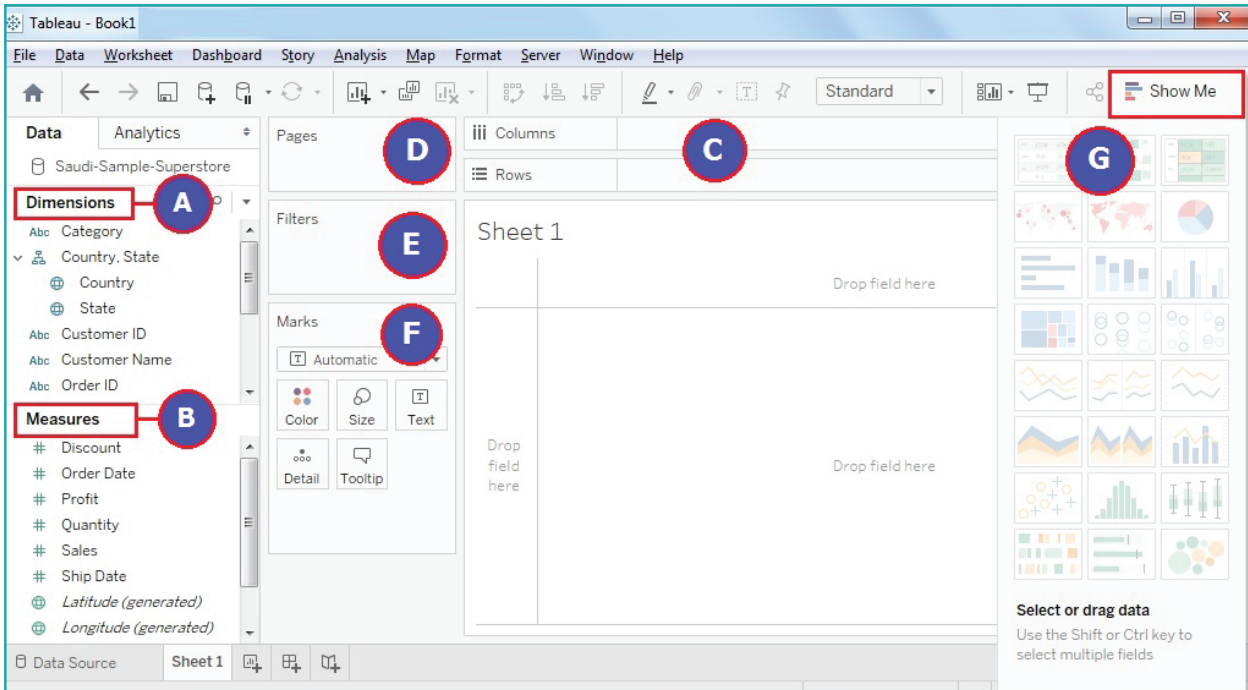 Tableau - Book1
File Data Worksheet Dashboard Story Analysis Map Format Server Window Help
Standard
Show Me
Data Analytics
Saudi-Sample-Superstore
Dimensions
A
Abc Category
Country, State
Country
State
Abc Customer ID
Abc Customer Name
Abc Order ID
Measures
B
# Discount
# Order Date
# Profit
# Quantity
# Sales
# Ship Date
Latitude (generated)
Longitude (generated)
Pages
D
Filters
E
Marks
F
T Automatic
Color Size Text
Detail Tooltip
iii Columns
C
Rows
Sheet 1
Drop field here
Drop
field
here
Drop field here
G
Select or drag data
Use the Shift or Ctrl key to
select multiple fields
Data Source Sheet 1